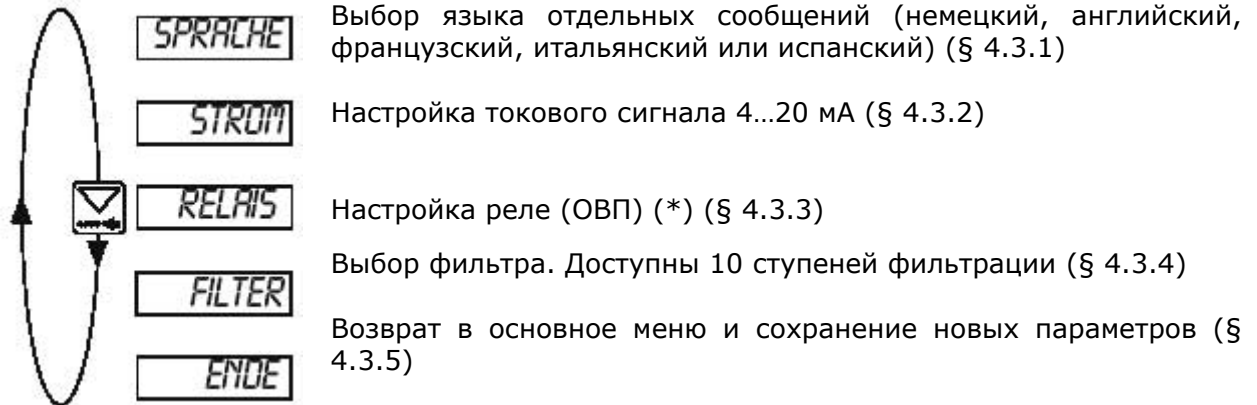 SPRACHE
Выбор языка отдельных сообщений (немецкий, английский,
французский, итальянский или испанский) (§ 4.3.1)
STROM
Настройка токового сигнала 4…20 мА (§ 4.3.2)
RELAIS
Настройка реле (ОВП) (*) (§ 4.3.3)
FILTER
Выбор фильтра. Доступны 10 ступеней фильтрации (§ 4.3.4)
ENDE
Возврат в основное меню и сохранение новых параметров (§
4.3.5)